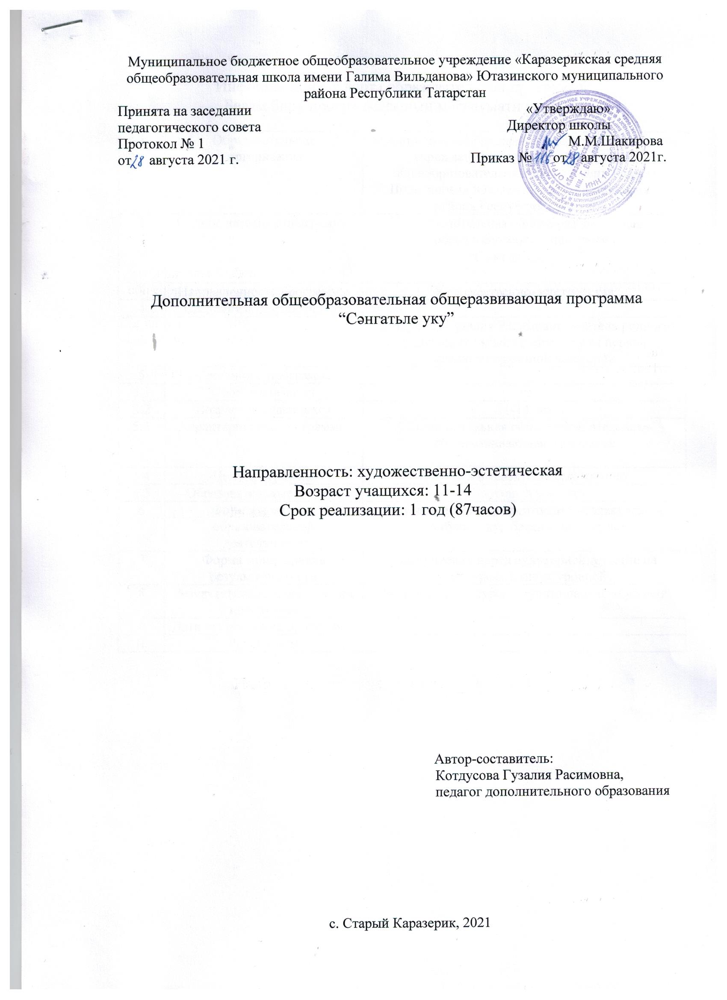 Муниципальное бюджетное общеобразовательное учреждение «Каразерикская средняя
общеобразовательная школа имени Галима Вильданова» Ютазинского муниципального
района Республики Татарстан
Принята на заседании
педагогического совета
Протокол № 1
от 28 августа 2021 г.
«Утверждаю»
Директор школы
М.М.Шакирова
Приказ № 116 от 28 августа 2021г.
Дополнительная общеобразовательная общеразвивающая программа
“Сәнгатьле уку”
Направленность: художественно-эстетическая
Возраст учащихся: 11-14
Срок реализации: 1 год (87часов)
Автор-составитель:
Котдусова Гузалия Расимовна,
педагог дополнительного образования
с. Старый Каразерик, 2021